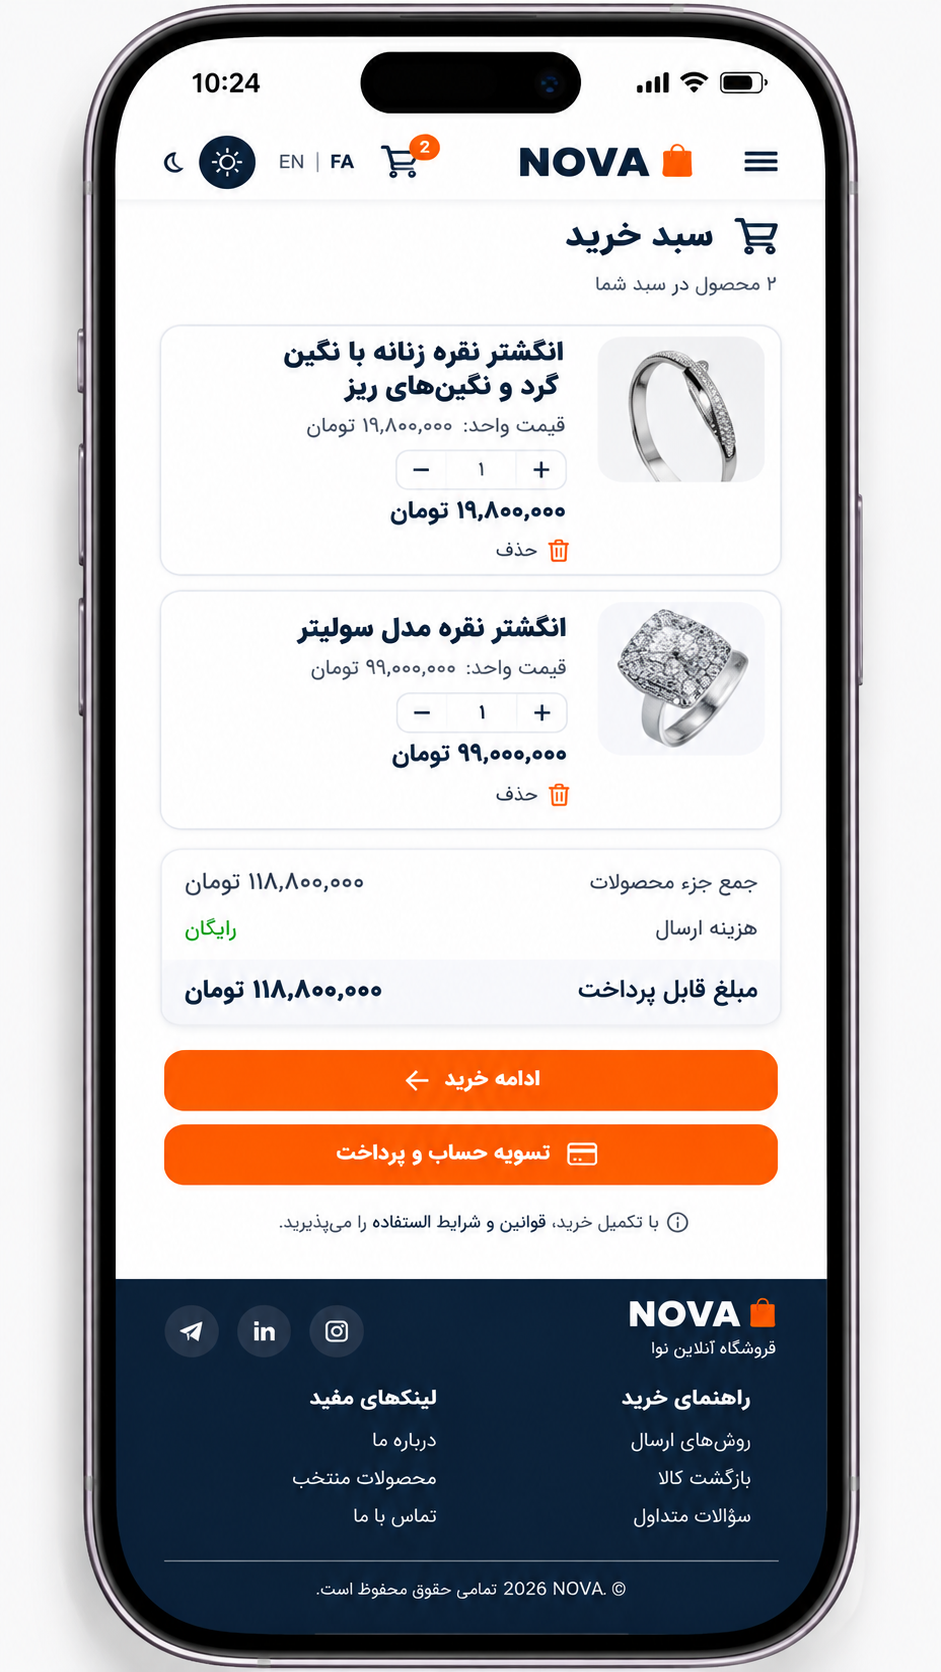 10:24
NOVA
2
EN | FA
سبد خرید
۲ محصول در سبد شما
انگشتر نقره زنانه با نگین
گرد و نگین‌های ریز
قیمت واحد: ۱۹,۸۰۰,۰۰۰ تومان
+ ۱ −
۱۹,۸۰۰,۰۰۰ تومان
حذف
انگشتر نقره مدل سولیتر
قیمت واحد: ۹۹,۰۰۰,۰۰۰ تومان
+ ۱ −
۹۹,۰۰۰,۰۰۰ تومان
حذف
جمع جزء محصولات ۱۱۸,۸۰۰,۰۰۰ تومان
هزینه ارسال رایگان
مبلغ قابل پرداخت ۱۱۸,۸۰۰,۰۰۰ تومان
ادامه خرید ←
تسویه حساب و پرداخت
با تکمیل خرید، قوانین و شرایط الستفاده را می‌پذیرید.
NOVA
in
قروشگاه آنلاین نوا
راهنمای خرید
روش‌های ارسال
بازگشت کالا
سؤالات متداول
لینکهای مفید
درباره ما
محصولات منتخب
تماس با ما
© 2026 NOVA. تمامی حقوق محفوظ است.